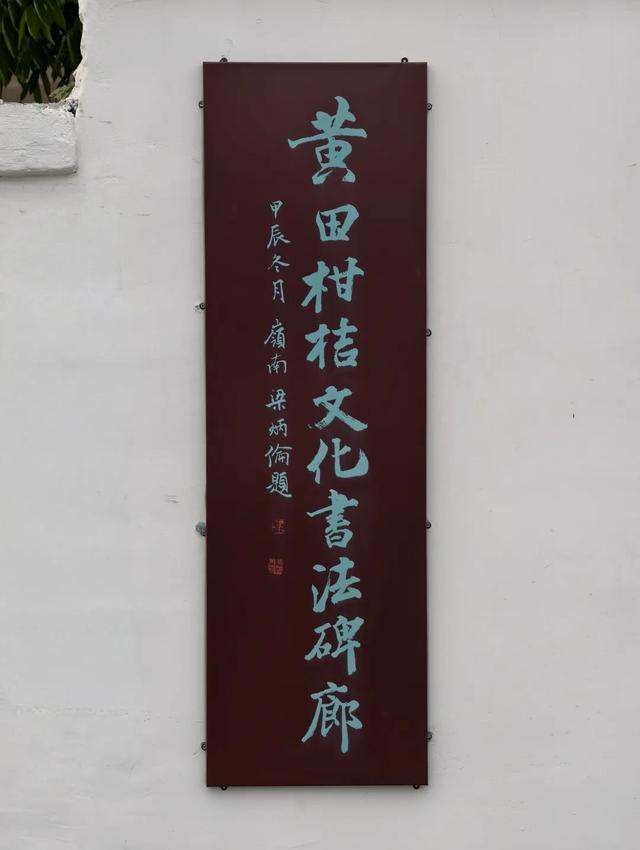 黄田柑桔文化書法碑廊
甲辰冬月 嶺南 梁炳倫題